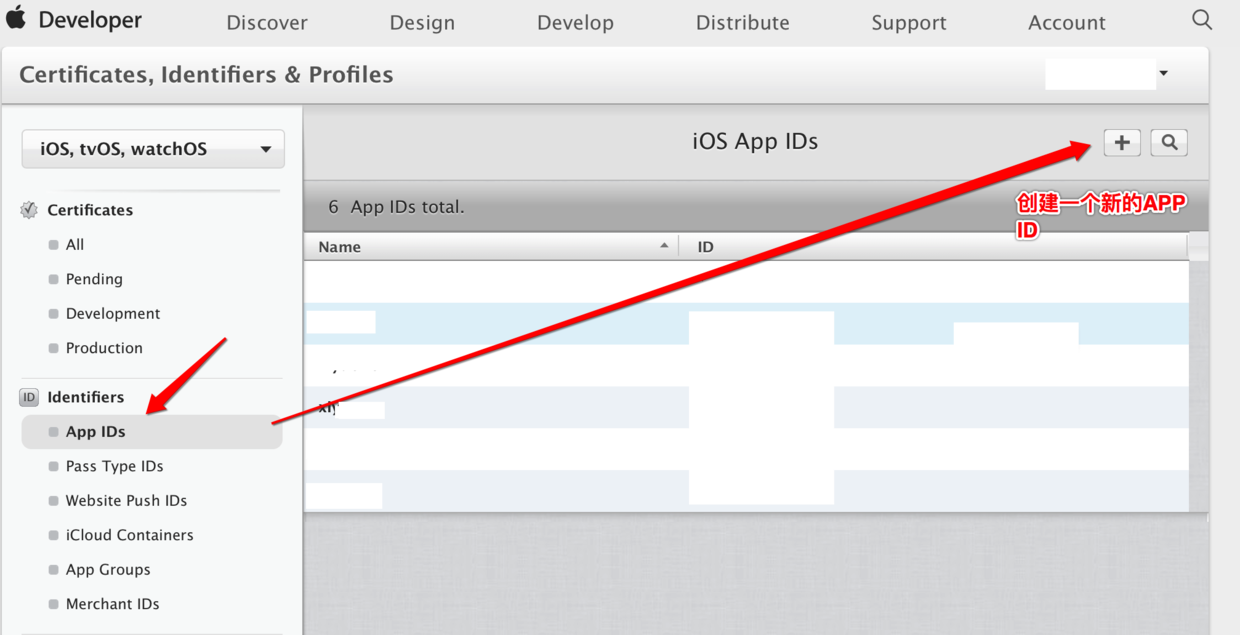 Developer Discover Design Develop Distribute Support Account
Certificates, Identifiers & Profiles
iOS, tvOS, watchOS
Certificates
All
Pending
Development
Production
ID Identifiers
App IDs
Pass Type IDs
Website Push IDs
iCloud Containers
App Groups
Merchant IDs
iOS App IDs
创建一个新的APP
ID
6 App IDs total.
Name ID